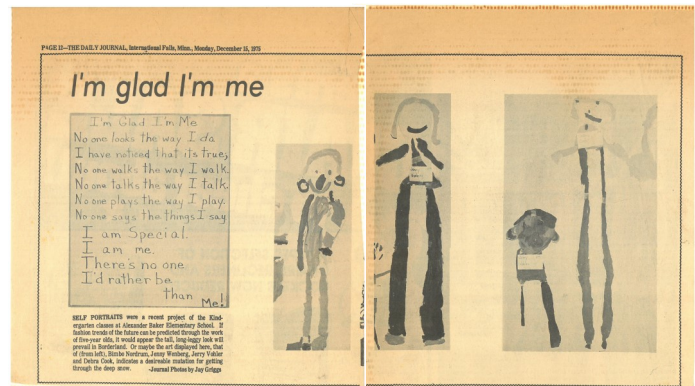 PAGE 12—THE DAILY JOURNAL, International Falls, Minn., Monday, December 15, 1975
I'm glad I'm me
I'm Glad I'm Me
No one looks the way I do
I have noticed that its true,
No one walks the way I walk.
No one talks the way I talk.
No one plays the way I play.
No one says the things I say
I am Special.
I am me.
There's no one
I'd rather be
than Me!
SELF PORTRAITS were a recent project of the Kind-
ergarten classes at Alexander Baker Elementary School. If
fashion trends of the future can be predicted through the work
of five-year olds, it would appear the tall, long-leggy look will
prevail in Borderland. Or maybe the art displayed here, that
of (from left), Bimbo Nordrum, Jenny Wenberg, Jerry Vohler
and Debra Cook, indicates a desireable mutation for getting
through the deep snow. -Journal Photos by Jay Griggs